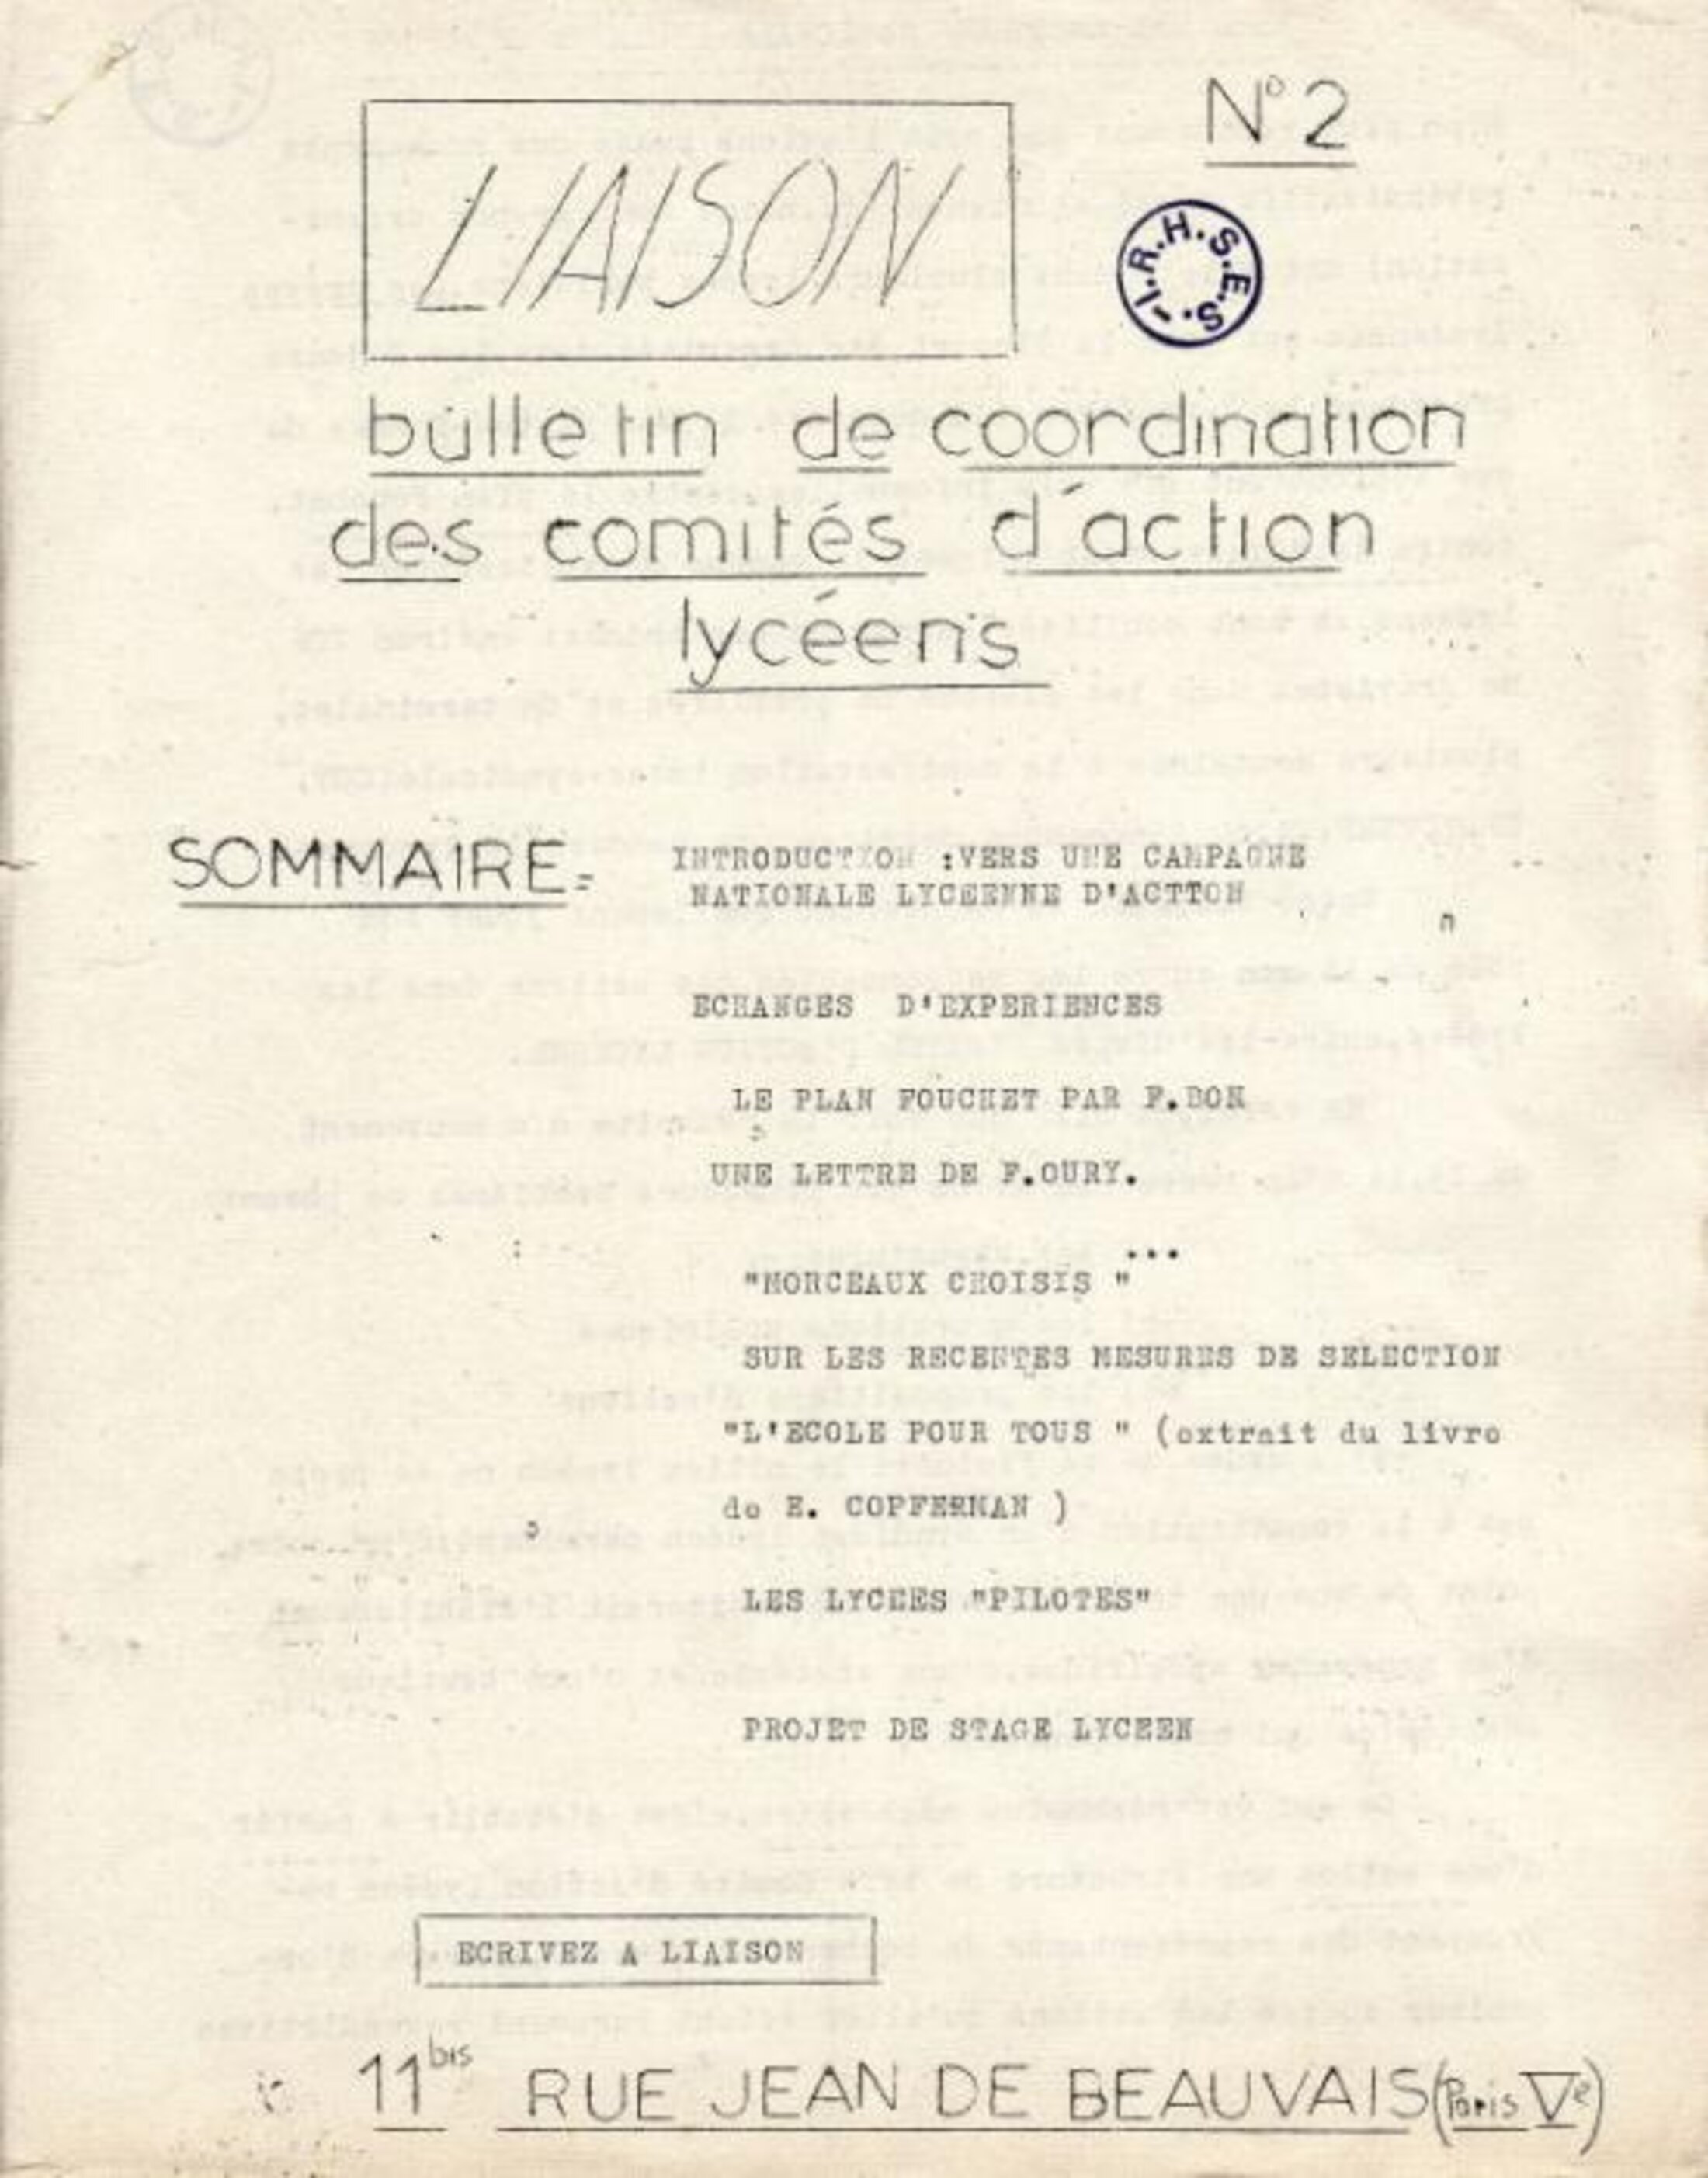 N° 2
LIAISON
I.R.H.S.E.S.-
bulletin de coordination
des comités d'action
lycéens
SOMMAIRE=
INTRODUCTION :VERS UNE CAMPAGNE
NATIONALE LYCEENNE D'ACTTON
ECHANGES D'EXPERIENCES
LE PLAN FOUCHET PAR F.BON
UNE LETTRE DE F.OURY.
...
"MORCEAUX CHOISIS "
SUR LES RECENTES MESURES DE SELECTION
"L'ECOLE POUR TOUS " (extrait du livre
de E. COPFERMAN )
LES LYCEES "PILOTES"
PROJET DE STAGE LYCEEN
ECRIVEZ A LIAISON
11bis RUE JEAN DE BEAUVAIS (Paris Ve)